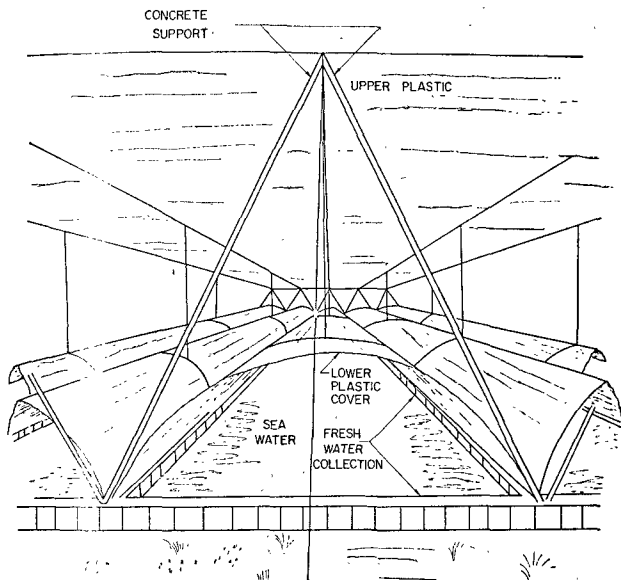 CONCRETE
SUPPORT
UPPER PLASTIC
LOWER
PLASTIC
COVER
SEA
WATER
FRESH
WATER
COLLECTION